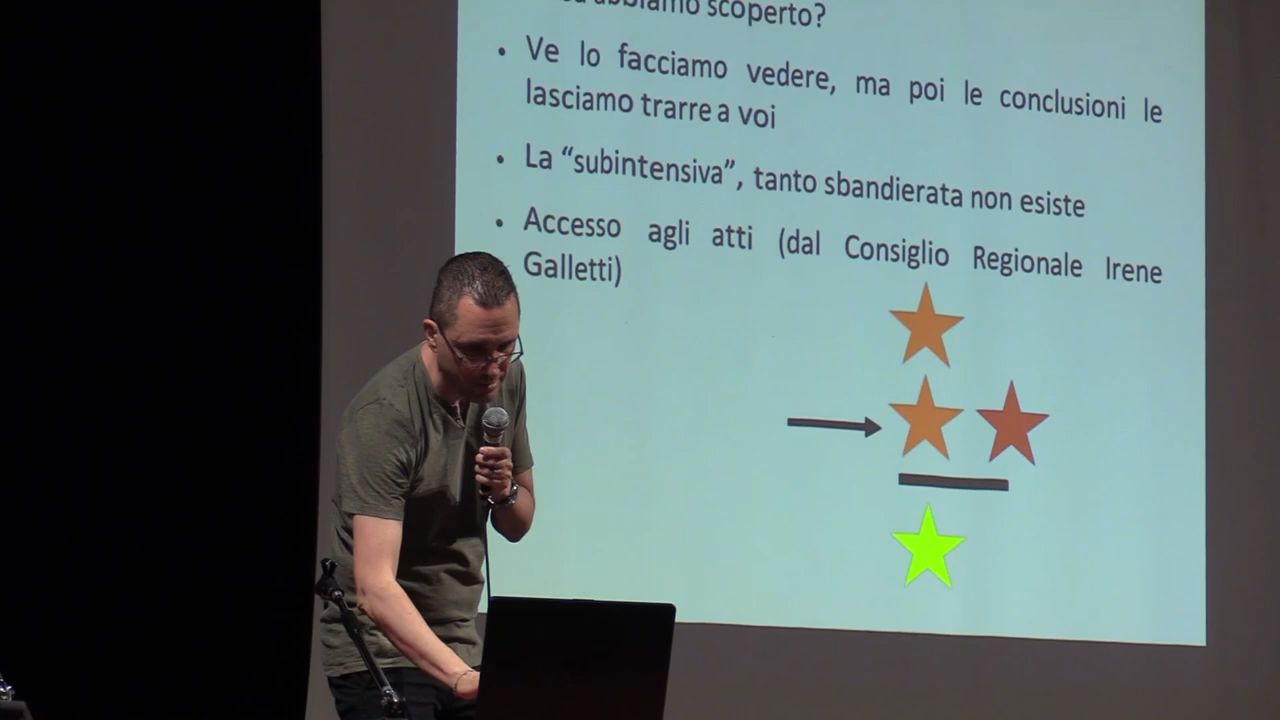 abbiamo scoperto?
• Ve lo facciamo vedere, ma poi le conclusioni le
lasciamo trarre a voi
• La “subintensiva”, tanto sbandierata non esiste
• Accesso agli atti (dal Consiglio Regionale Irene
Galletti)